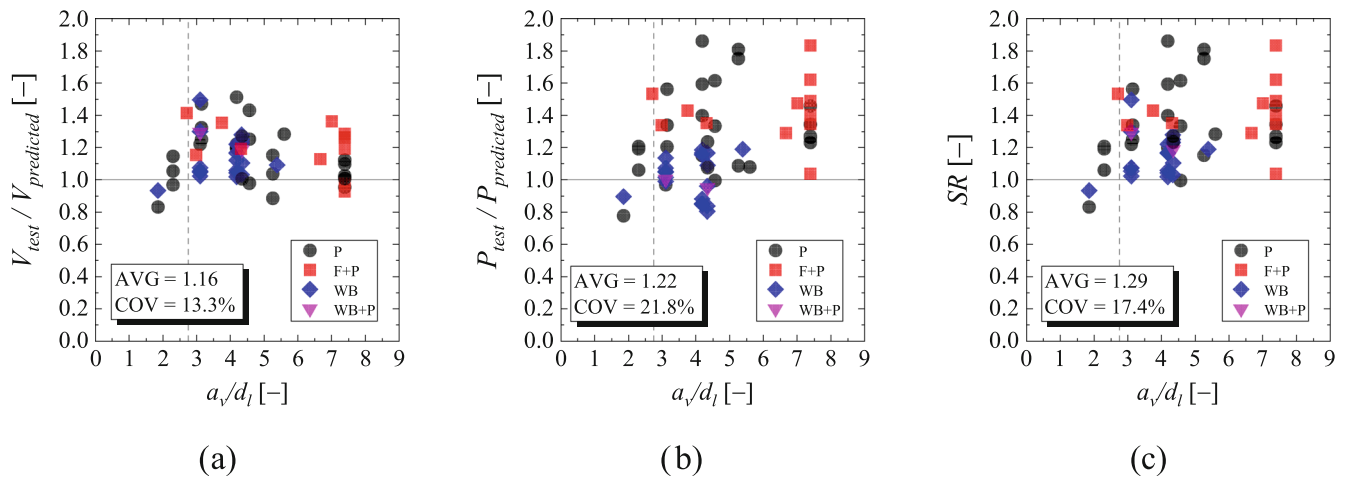 2.0
1.8
1.6
1.4
1.2
1.0
0.8
0.6
0.4
0.2
0.0
V_test / V_predicted [–]
P
F+P
WB
WB+P
AVG = 1.16
COV = 13.3%
0 1 2 3 4 5 6 7 8 9
a_v/d_l [–]
(a)
2.0
1.8
1.6
1.4
1.2
1.0
0.8
0.6
0.4
0.2
0.0
P_test / P_predicted [–]
P
F+P
WB
WB+P
AVG = 1.22
COV = 21.8%
0 1 2 3 4 5 6 7 8 9
a_v/d_l [–]
(b)
2.0
1.8
1.6
1.4
1.2
1.0
0.8
0.6
0.4
0.2
0.0
SR [–]
P
F+P
WB
WB+P
AVG = 1.29
COV = 17.4%
0 1 2 3 4 5 6 7 8 9
a_v/d_l [–]
(c)